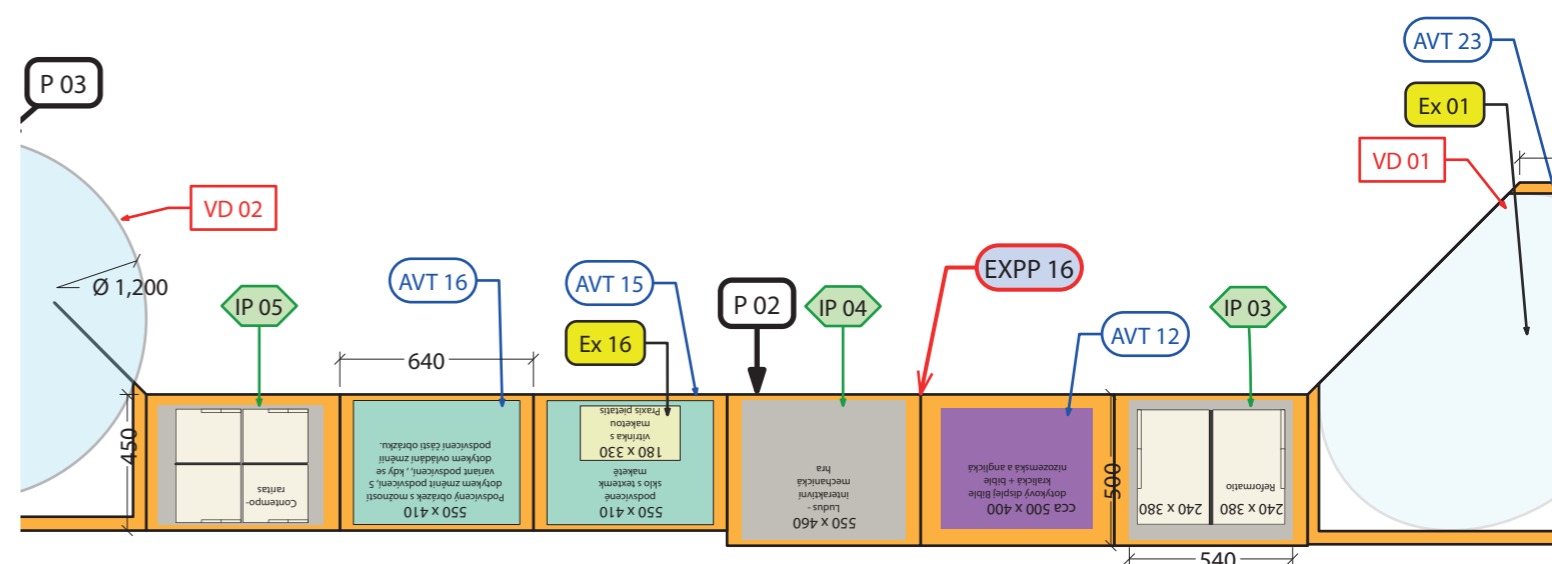 AVT 23
P 03
Ex 01
VD 01
VD 02
EXPP 16
AVT 16
AVT 15
Ø 1,200
P 02
IP 05
IP 04
IP 03
AVT 12
Ex 16
640
450
Contempo-
raritas
550 x 410
Podsvícený obrázek s možností
dotykem změnit podsvícení, 5
variant podsvícení, , kdy se
dotykem ovládání změnií
podsvícení části obrázku.
550 x 410
podsvícené
sklo s textemk
maketě
180 x 330
vitrínka s
maketou
Praxis pietatis
550 x 460
Ludus -
interaktivní
mechanická
hra
cca 500 x 400
dotykový displej Bible
kralická + bible
nizozemská a anglická
500
240 x 380
240 x 380
Reformatio
540